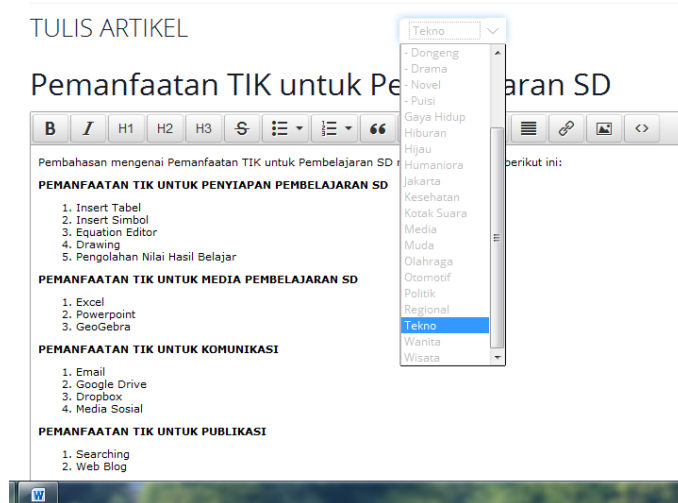 TULIS ARTIKEL
Tekno
- Dongeng
- Drama
- Novel
- Puisi
Gaya Hidup
Hiburan
Hijau
Humaniora
Jakarta
Kesehatan
Kotak Suara
Media
Muda
Olahraga
Otomotif
Politik
Regional
Tekno
Wanita
Wisata
Pemanfaatan TIK untuk Pe aran SD
B I H1 H2 H3 S
Pembahasan mengenai Pemanfaatan TIK untuk Pembelajaran SD berikut ini:
PEMANFAATAN TIK UNTUK PENYIAPAN PEMBELAJARAN SD
1. Insert Tabel
2. Insert Simbol
3. Equation Editor
4. Drawing
5. Pengolahan Nilai Hasil Belajar
PEMANFAATAN TIK UNTUK MEDIA PEMBELAJARAN SD
1. Excel
2. Powerpoint
3. GeoGebra
PEMANFAATAN TIK UNTUK KOMUNIKASI
1. Email
2. Google Drive
3. Dropbox
4. Media Sosial
PEMANFAATAN TIK UNTUK PUBLIKASI
1. Searching
2. Web Blog
W